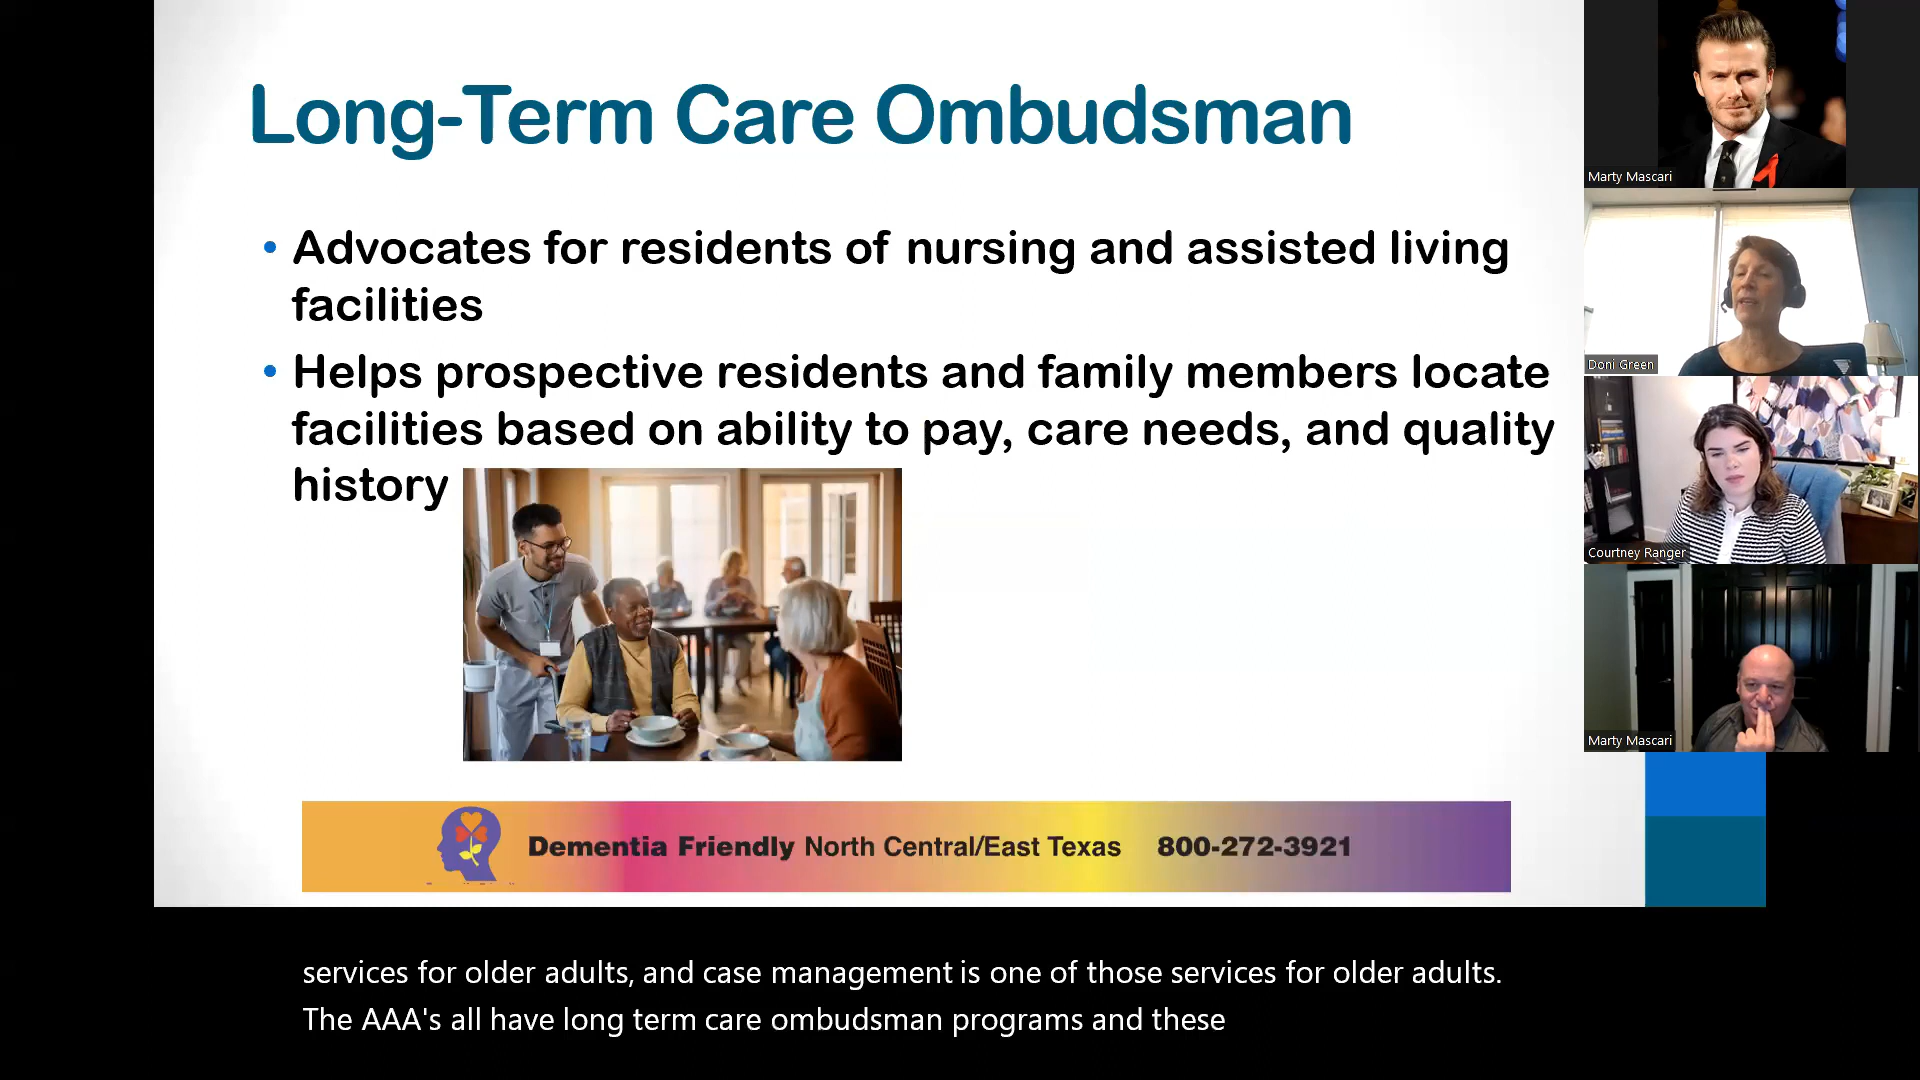 Long-Term Care Ombudsman
• Advocates for residents of nursing and assisted living
facilities
• Helps prospective residents and family members locate
facilities based on ability to pay, care needs, and quality
history
Dementia Friendly North Central/East Texas 800-272-3921
Marty Mascari
Doni Green
Courtney Ranger
Marty Mascari
services for older adults, and case management is one of those services for older adults.
The AAA's all have long term care ombudsman programs and these